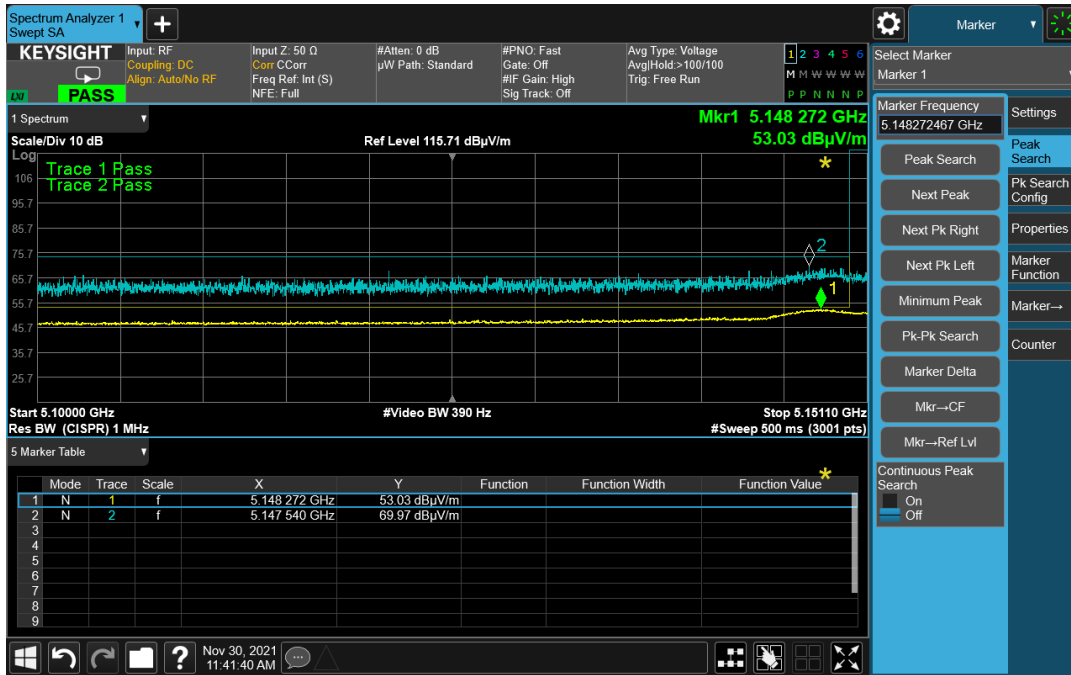 Spectrum Analyzer 1
Swept SA
Marker
KEYSIGHT
LXI
PASS
Input: RF
Coupling: DC
Align: Auto/No RF
Input Z: 50 Ω
Corr CCorr
Freq Ref: Int (S)
NFE: Full
#Atten: 0 dB
µW Path: Standard
#PNO: Fast
Gate: Off
#IF Gain: High
Sig Track: Off
Avg Type: Voltage
Avg|Hold:>100/100
Trig: Free Run
1 2 3 4 5 6
M M W W W W
P P N N N P
Select Marker
Marker 1
1 Spectrum
Scale/Div 10 dB
Ref Level 115.71 dBµV/m
Mkr1 5.148 272 GHz
53.03 dBµV/m
Log
Trace 1 Pass
Trace 2 Pass
106
95.7
85.7
75.7
65.7
55.7
45.7
35.7
25.7
2
1
Start 5.10000 GHz
#Video BW 390 Hz
Stop 5.15110 GHz
Res BW (CISPR) 1 MHz
#Sweep 500 ms (3001 pts)
5 Marker Table
Mode Trace Scale X Y Function Function Width Function Value
1 N 1 f 5.148 272 GHz 53.03 dBµV/m
2 N 2 f 5.147 540 GHz 69.97 dBµV/m
3
4
5
6
7
8
9
Marker Frequency
5.148272467 GHz
Peak Search
Next Peak
Next Pk Right
Next Pk Left
Minimum Peak
Pk-Pk Search
Marker Delta
Mkr→CF
Mkr→Ref Lvl
Continuous Peak
Search
On
Off
Settings
Peak
Search
Pk Search
Config
Properties
Marker
Function
Marker→
Counter
?
Nov 30, 2021
11:41:40 AM